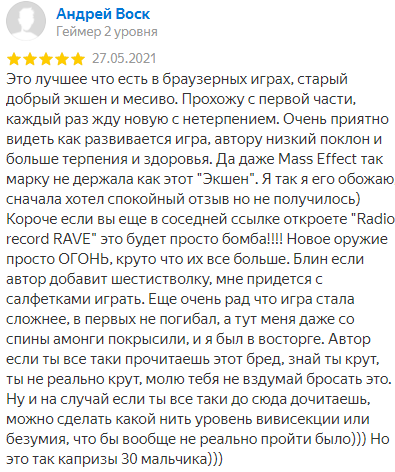 Андрей Воск
Геймер 2 уровня
27.05.2021
Это лучшее что есть в браузерных играх, старый
добрый экшен и месиво. Прохожу с первой части,
каждый раз жду новую с нетерпением. Очень приятно
видеть как развивается игра, автору низкий поклон и
больше терпения и здоровья. Да даже Mass Effect так
марку не держала как этот "Экшен". Я так я его обожаю
сначала хотел спокойный отзыв но не получилось)
Короче если вы еще в соседней ссылке откроете "Radio
record RAVE" это будет просто бомба!!!! Новое оружие
просто ОГОНЬ, круто что их все больше. Блин если
автор добавит шестистволку, мне придется с
салфетками играть. Еще очень рад что игра стала
сложнее, в первых не погибал, а тут меня даже со
спины амонги покрысили, и я был в восторге. Автор
если ты все таки прочитаешь этот бред, знай ты крут,
ты не реально крут, молю тебя не вздумай бросать это.
Ну и на случай если ты все таки до сюда дочитаешь,
можно сделать какой нить уровень вивисекции или
безумия, что бы вообще не реально пройти было))) Но
это так капризы 30 мальчика)))